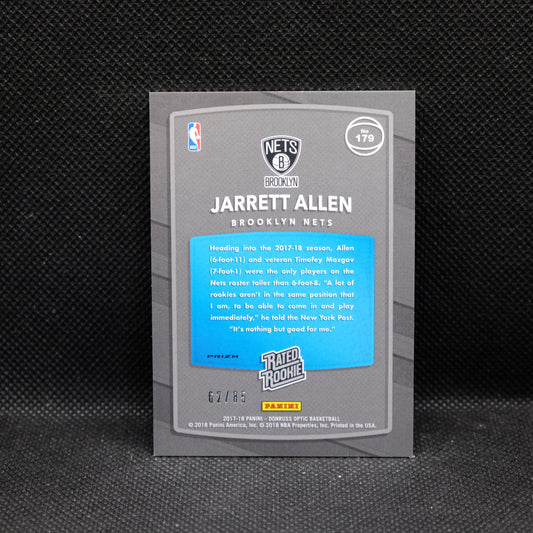 NBA
NETS
B
BROOKLYN
No
179
JARRETT ALLEN
BROOKLYN NETS
Heading into the 2017-18 season, Allen
(6-foot-11) and veteran Timofey Mozgov
(7-foot-1) were the only players on the
Nets roster taller than 6-foot-8. "A lot of
rookies aren't in the same position that
I am, to be able to come in and play
immediately," he told the New York Post.
"It's nothing but good for me."
PRIZM
RATED
ROOKIE
62/85
PANINI
2017-18 PANINI - DONRUSS OPTIC BASKETBALL
© 2018 Panini America, Inc. © 2018 NBA Properties, Inc. Printed in the USA.